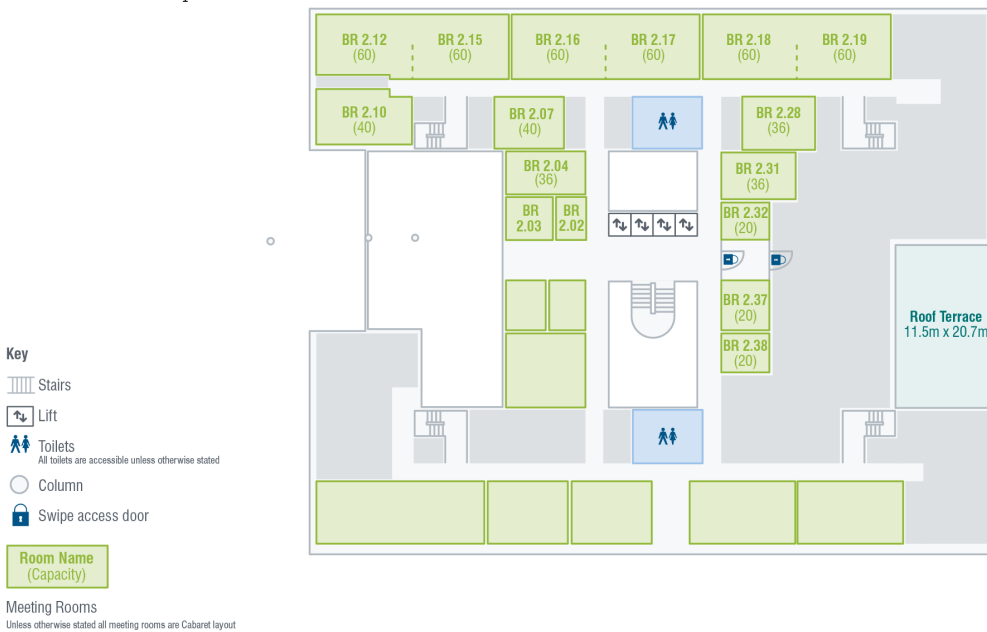 BR 2.12
(60)
BR 2.15
(60)
BR 2.16
(60)
BR 2.17
(60)
BR 2.18
(60)
BR 2.19
(60)
BR 2.10
(40)
BR 2.07
(40)
BR 2.28
(36)
BR 2.04
(36)
BR 2.31
(36)
BR
2.03
BR
2.02
BR 2.32
(20)
BR 2.37
(20)
BR 2.38
(20)
Roof Terrace
11.5m x 20.7m
Key
Stairs
Lift
Toilets
All toilets are accessible unless otherwise stated
Column
Swipe access door
Room Name
(Capacity)
Meeting Rooms
Unless otherwise stated all meeting rooms are Cabaret layout